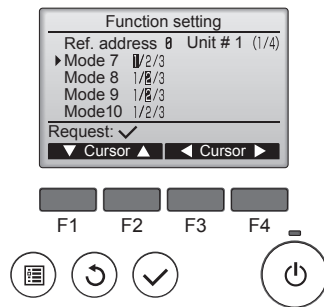 Function setting
Ref. address 0 Unit # 1 (1/4)
Mode 7 1/2/3
Mode 8 1/2/3
Mode 9 1/2/3
Mode10 1/2/3
Request: ✓
▼ Cursor ▲ ◀ Cursor ▶
F1 F2 F3 F4